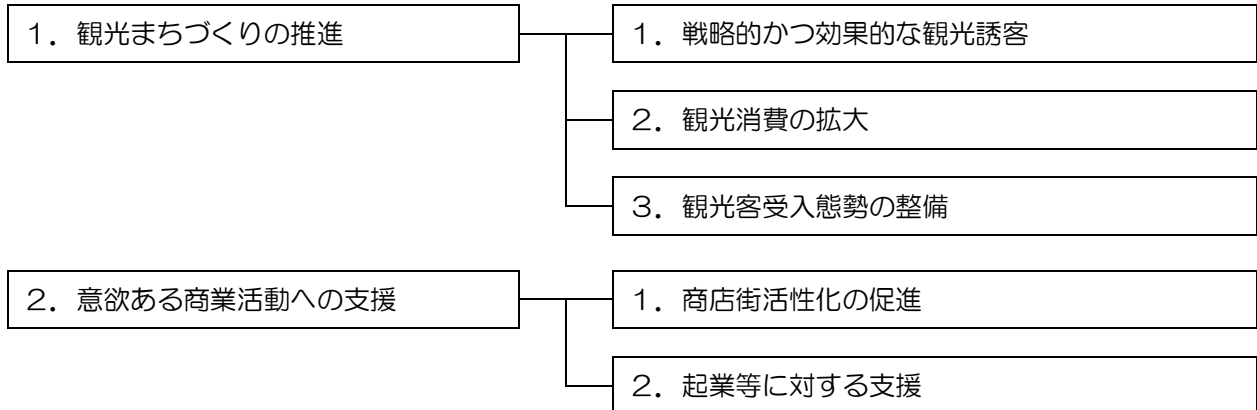 １．観光まちづくりの推進
１．戦略的かつ効果的な観光誘客
２．観光消費の拡大
３．観光客受入態勢の整備
２．意欲ある商業活動への支援
１．商店街活性化の促進
２．起業等に対する支援